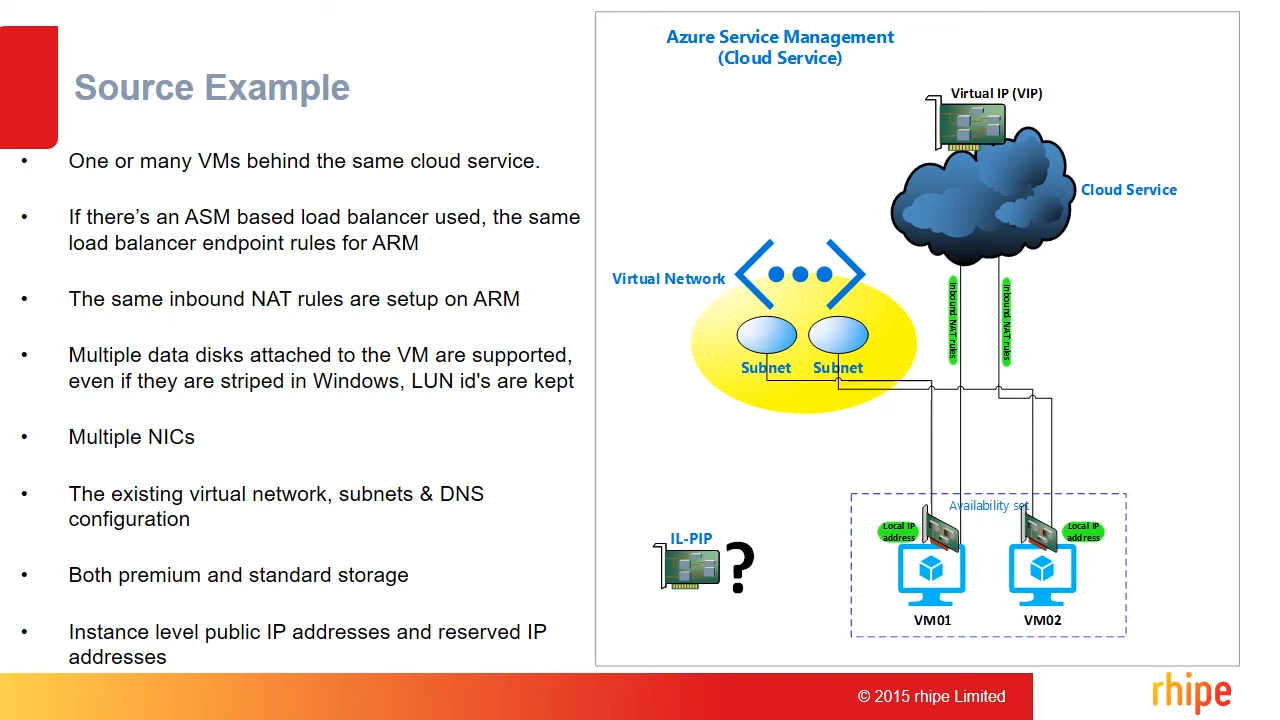 Source Example
• One or many VMs behind the same cloud service.
• If there’s an ASM based load balancer used, the same
load balancer endpoint rules for ARM
• The same inbound NAT rules are setup on ARM
• Multiple data disks attached to the VM are supported,
even if they are striped in Windows, LUN id's are kept
• Multiple NICs
• The existing virtual network, subnets & DNS
configuration
• Both premium and standard storage
• Instance level public IP addresses and reserved IP
addresses
Azure Service Management
(Cloud Service)
Virtual IP (VIP)
Cloud Service
Virtual Network
Inbound NAT rules
Inbound NAT rules
Subnet
Subnet
Availability set
Local IP
address
Local IP
address
IL-PIP
?
VM01
VM02
© 2015 rhipe Limited
rhipe